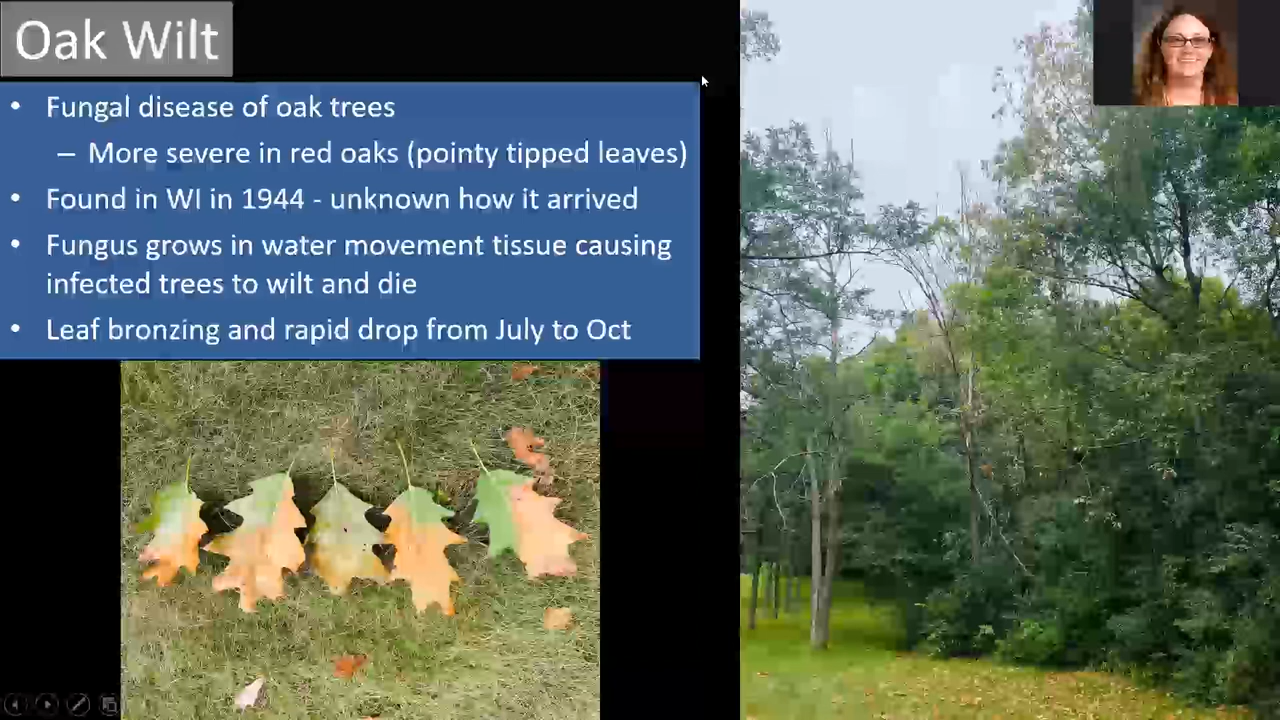 Oak Wilt
• Fungal disease of oak trees
– More severe in red oaks (pointy tipped leaves)
• Found in WI in 1944 - unknown how it arrived
• Fungus grows in water movement tissue causing
infected trees to wilt and die
• Leaf bronzing and rapid drop from July to Oct